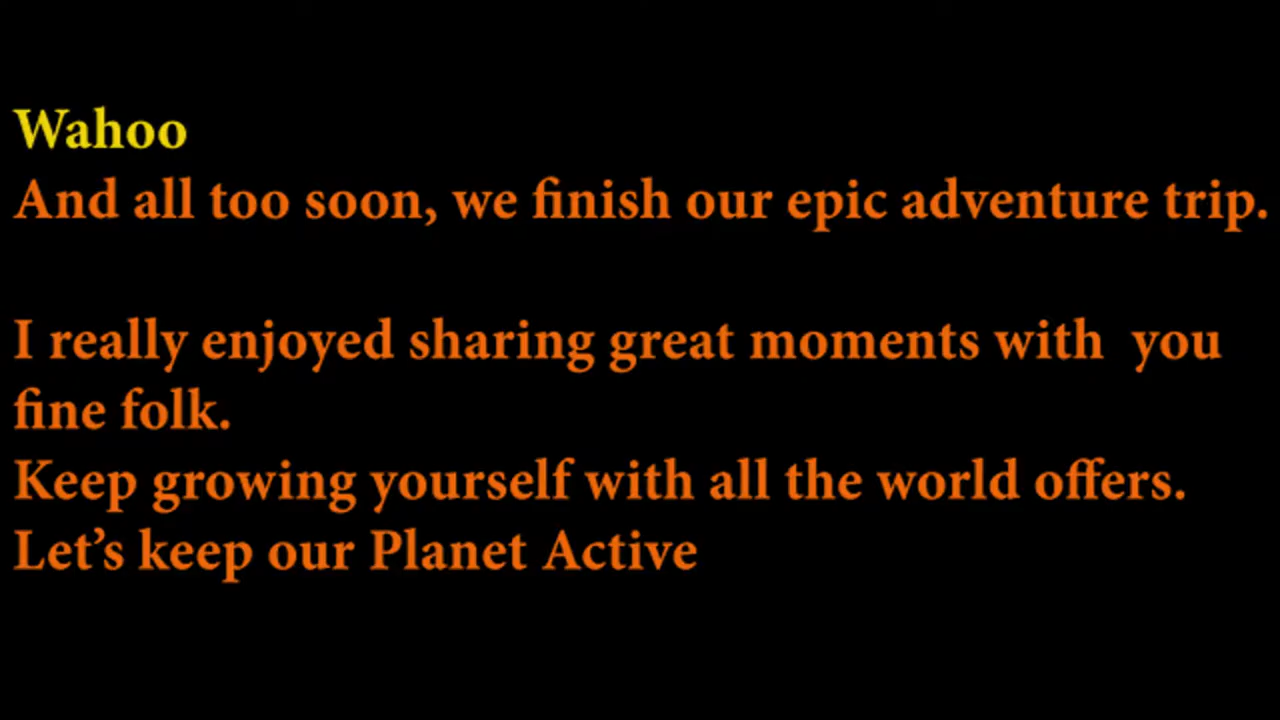 Wahoo
And all too soon, we finish our epic adventure trip.
I really enjoyed sharing great moments with  you
fine folk.
Keep growing yourself with all the world offers.
Let’s keep our Planet Active